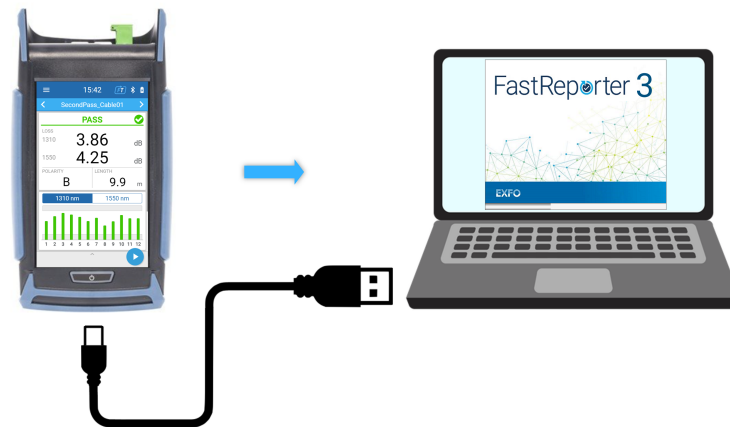 15:42
SecondPass_Cable01
PASS
LOSS
1310 3.86 dB
1550 4.25 dB
POLARITY LENGTH
B 9.9 m
1310 nm 1550 nm
1 2 3 4 5 6 7 8 9 10 11 12
FastReporter 3
EXFO